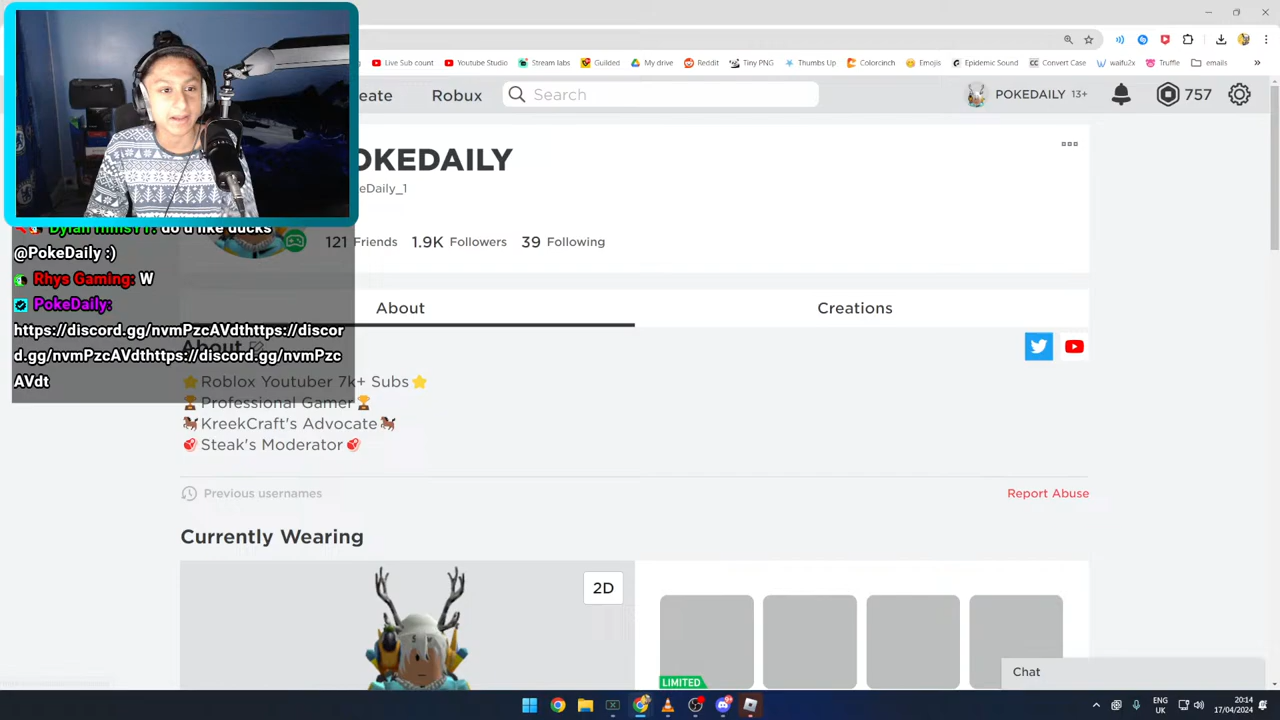 Live Sub count
Youtube Studio
Stream labs
Guilded
My drive
Reddit
Tiny PNG
Thumbs Up
Colorcinch
Emojis
Epidemic Sound
CC Convert Case
waifu2x
Truffle
emails
»
eate
Robux
Search
POKEDAILY 13+
757
OKEDAILY
eDaily_1
121 Friends
1.9K Followers
39 Following
do u like ducks
@PokeDaily :)
Rhys Gaming: W
PokeDaily:
https://discord.gg/nvmPzcAVdthttps://discor
d.gg/nvmPzcAVdthttps://discord.gg/nvmPzc
AVdt
About
Creations
About
Roblox Youtuber 7k+ Subs
Professional Gamer
KreekCraft's Advocate
Steak's Moderator
Previous usernames
Report Abuse
Currently Wearing
2D
LIMITED
Chat
ENG
UK
20:14
17/04/2024